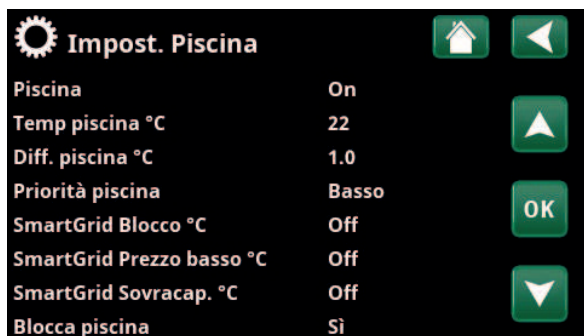 Impost. Piscina
Piscina On
Temp piscina °C 22
Diff. piscina °C 1.0
Priorità piscina Basso
SmartGrid Blocco °C Off
OK
SmartGrid Prezzo basso °C Off
SmartGrid Sovracap. °C Off
Blocca piscina Sì